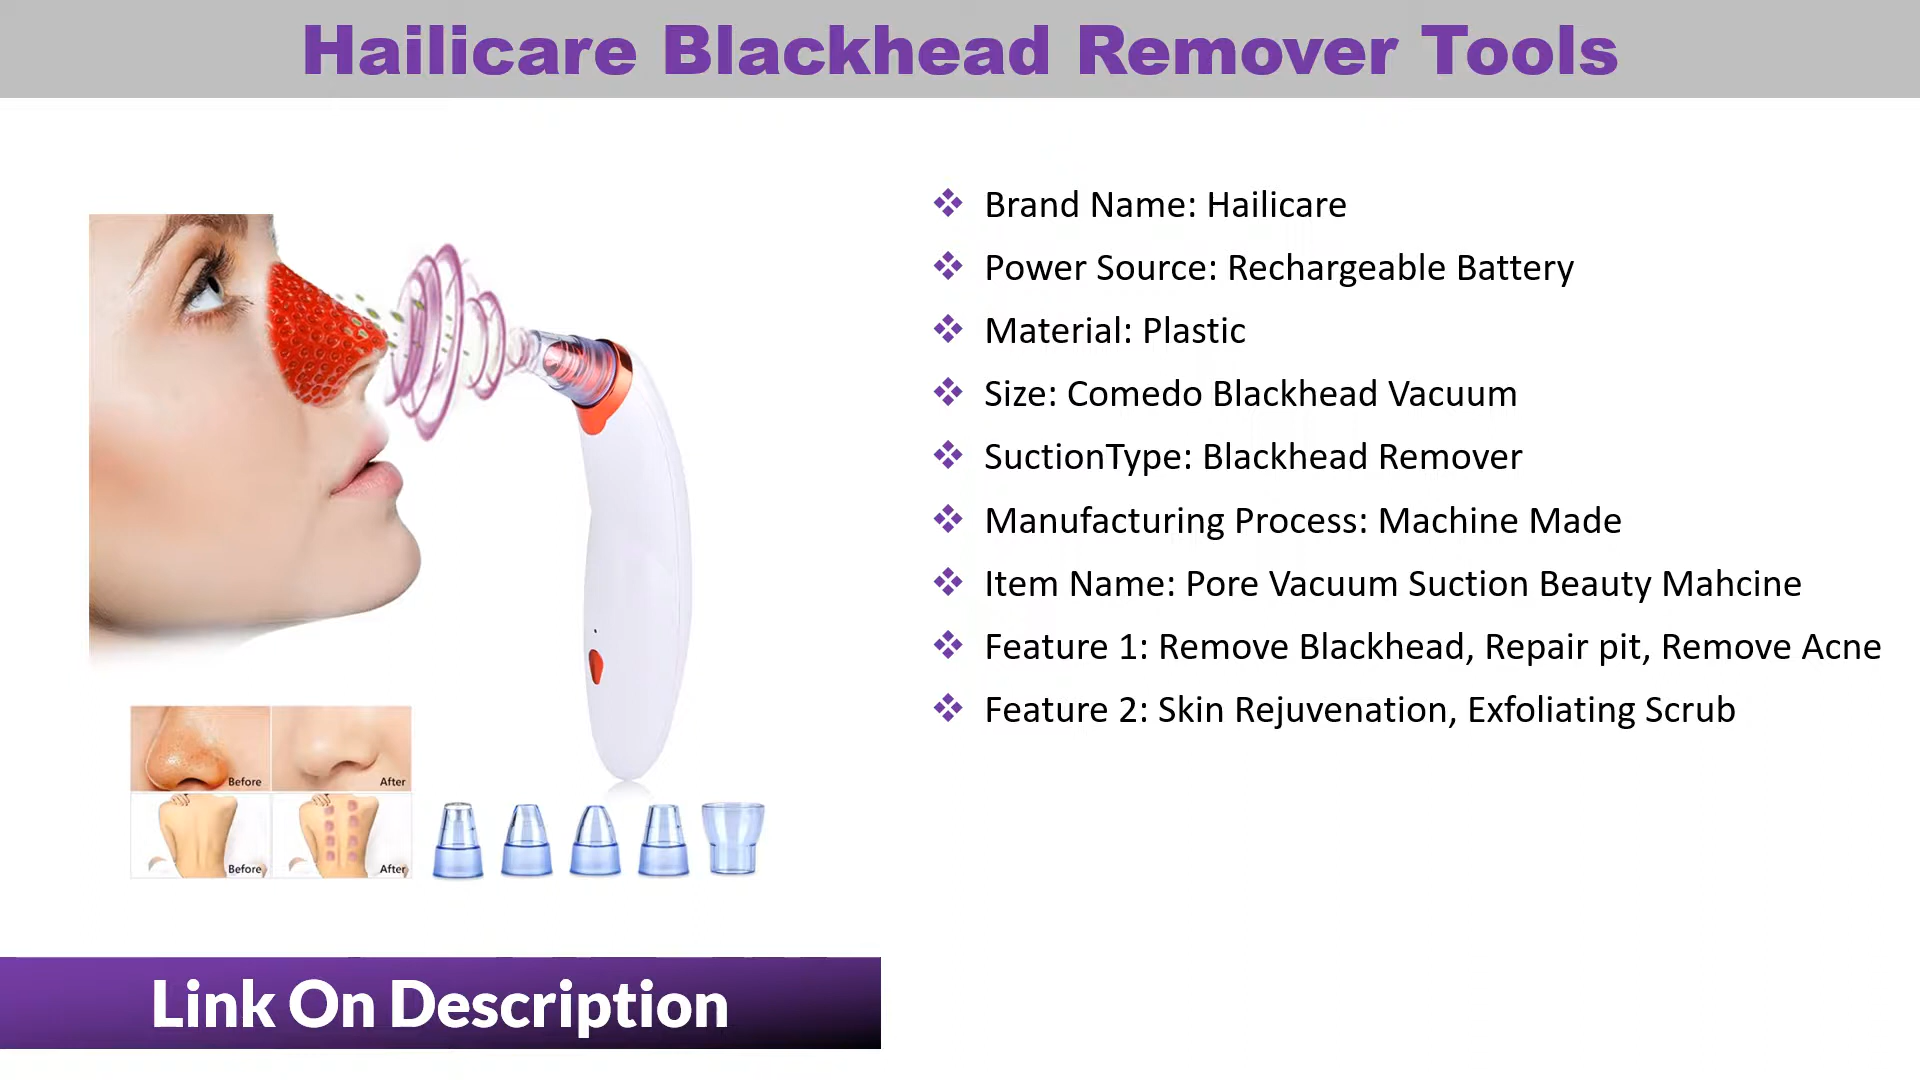 Hailicare Blackhead Remover Tools
Brand Name: Hailicare
Power Source: Rechargeable Battery
Material: Plastic
Size: Comedo Blackhead Vacuum
SuctionType: Blackhead Remover
Manufacturing Process: Machine Made
Item Name: Pore Vacuum Suction Beauty Mahcine
Feature 1: Remove Blackhead, Repair pit, Remove Acne
Feature 2: Skin Rejuvenation, Exfoliating Scrub
Before
After
Before
After
Link On Description